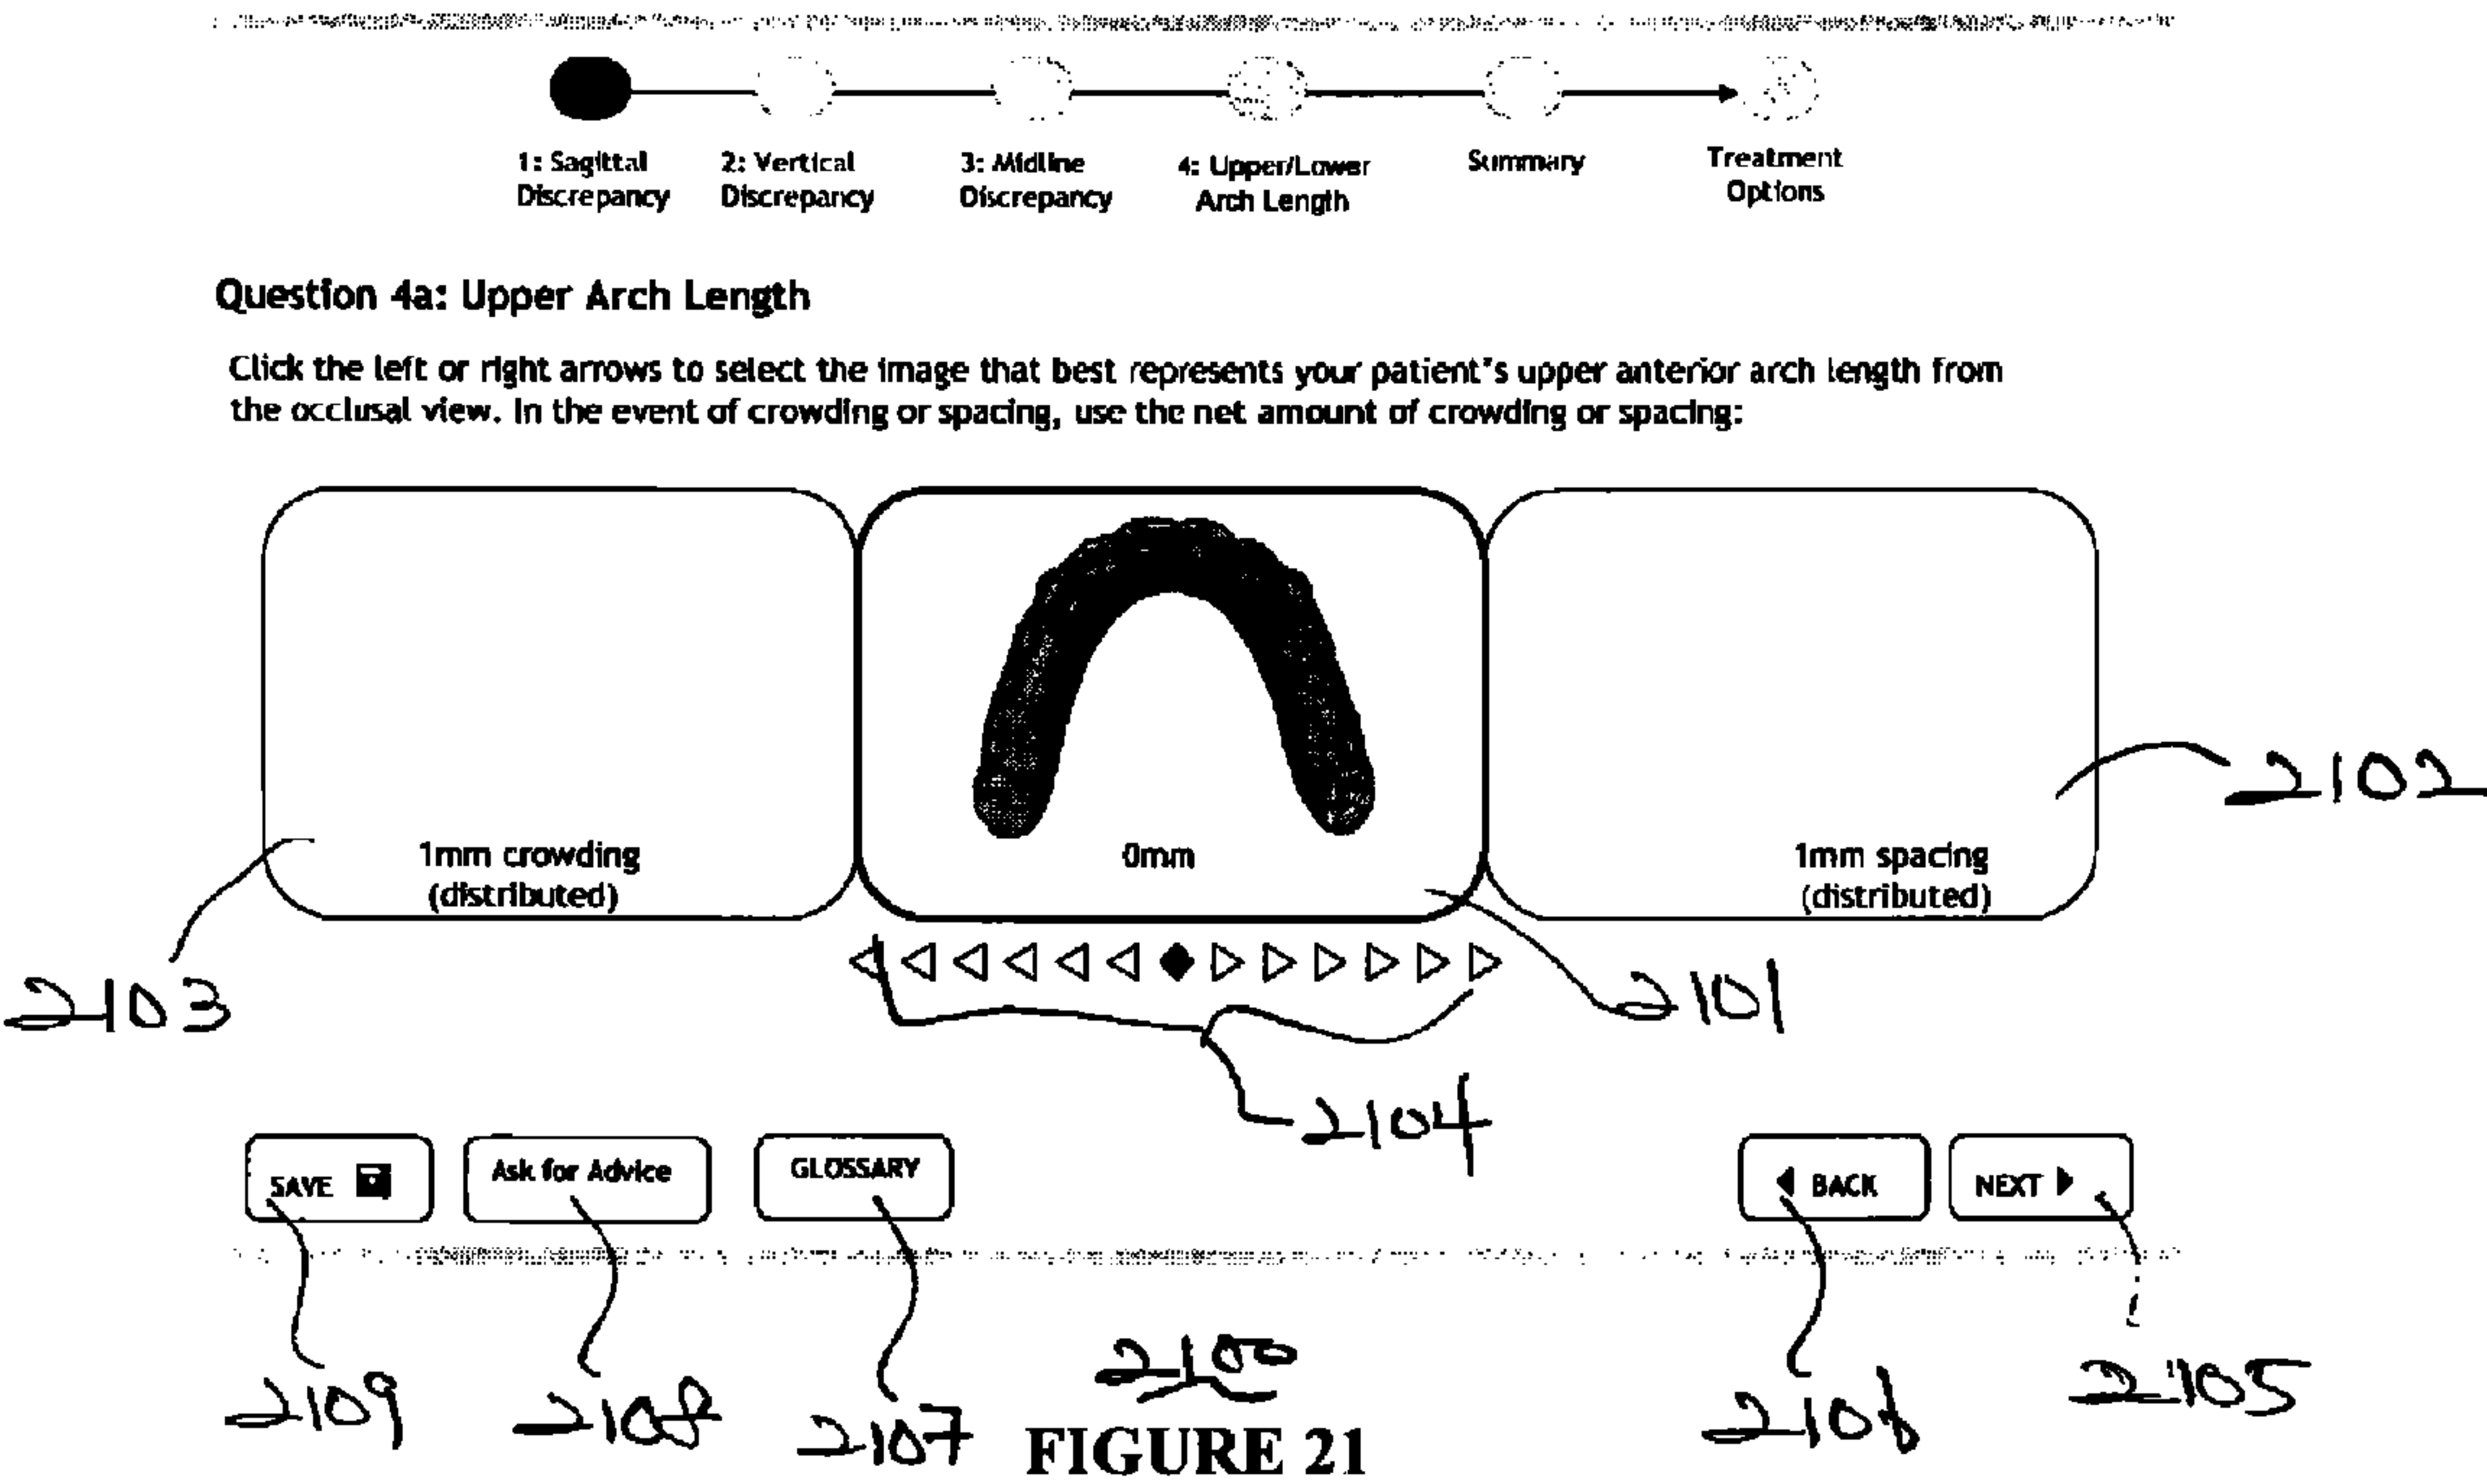 1: Sagittal Discrepancy
2: Vertical Discrepancy
3: Midline Discrepancy
4: Upper/Lower Arch Length
Summary
Treatment Options
Question 4a: Upper Arch Length
Click the left or right arrows to select the image that best represents your patient's upper anterior arch length from
the occlusal view. In the event of crowding or spacing, use the net amount of crowding or spacing:
2102
1mm crowding
(distributed)
0mm
1mm spacing
(distributed)
2103
2101
2104
SAVE
Ask for Advice
GLOSSARY
BACK
NEXT
2109
2108
2107
2100
2106
2105
FIGURE 21